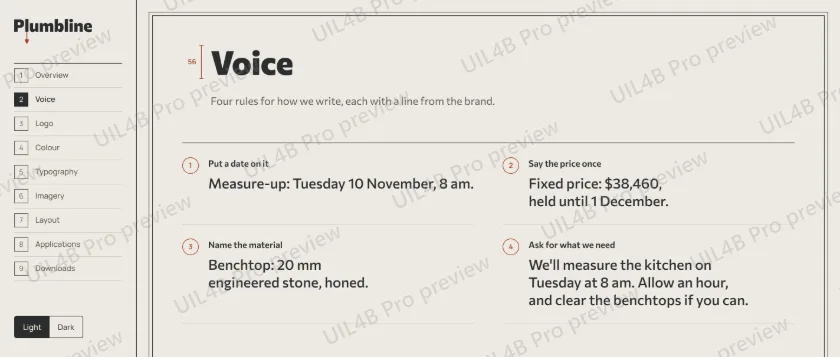 Plumbline
1 Overview
2 Voice
3 Logo
4 Colour
5 Typography
6 Imagery
7 Layout
8 Applications
9 Downloads
Light Dark
56
Voice
Four rules for how we write, each with a line from the brand.
1 Put a date on it
Measure-up: Tuesday 10 November, 8 am.
2 Say the price once
Fixed price: $38,460,
held until 1 December.
3 Name the material
Benchtop: 20 mm
engineered stone, honed.
4 Ask for what we need
We'll measure the kitchen on
Tuesday at 8 am. Allow an hour,
and clear the benchtops if you can.
UIL4B Pro preview